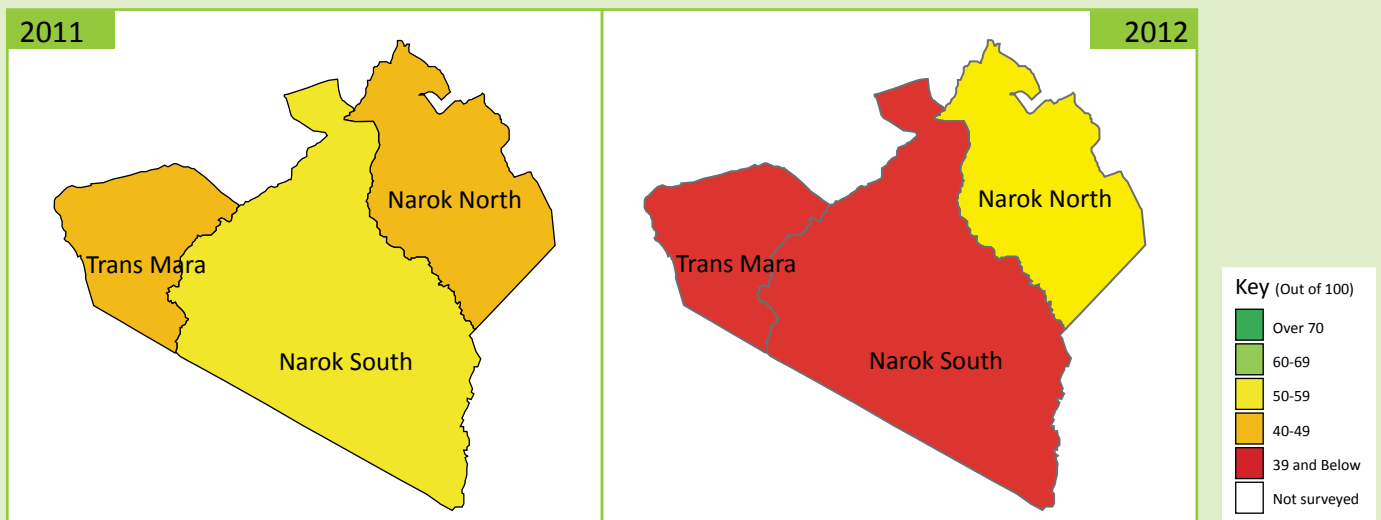 2011
Narok North
Trans Mara
Narok South
2012
Narok North
Trans Mara
Narok South
Key (Out of 100)
Over 70
60-69
50-59
40-49
39 and Below
Not surveyed